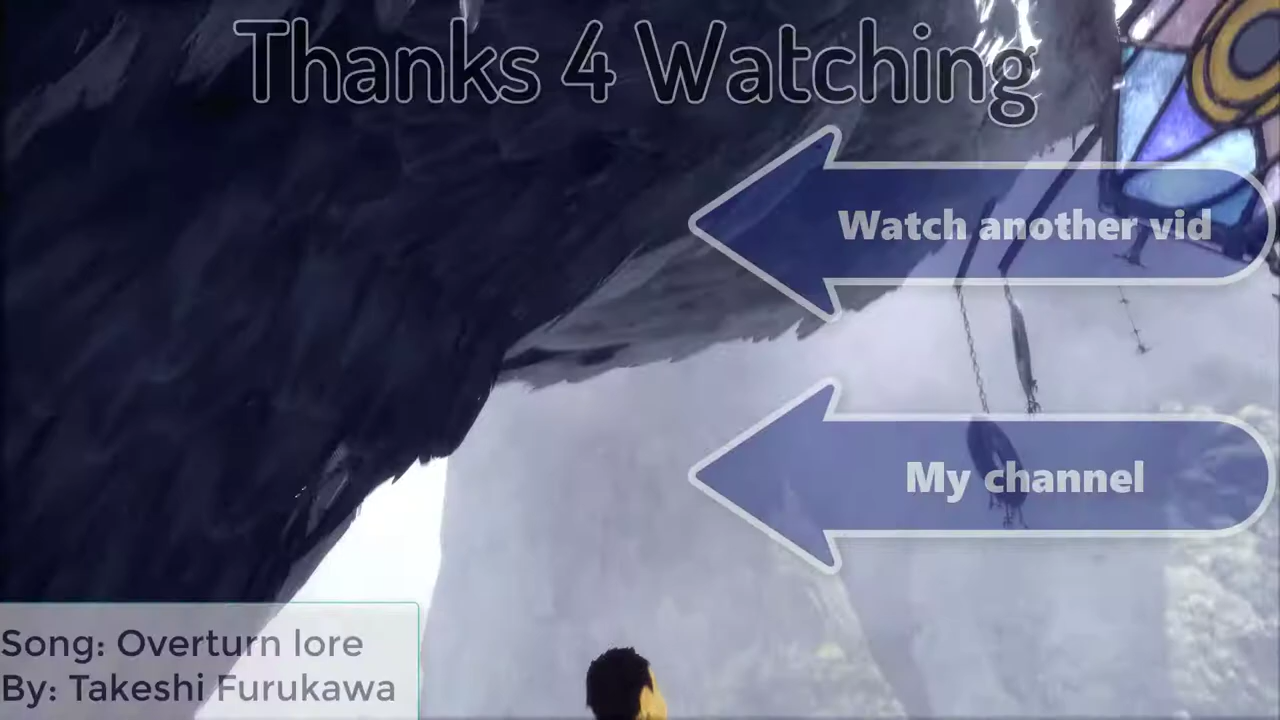 Thanks 4 Watching
Watch another vid
My channel
Song: Overturn lore
By: Takeshi Furukawa